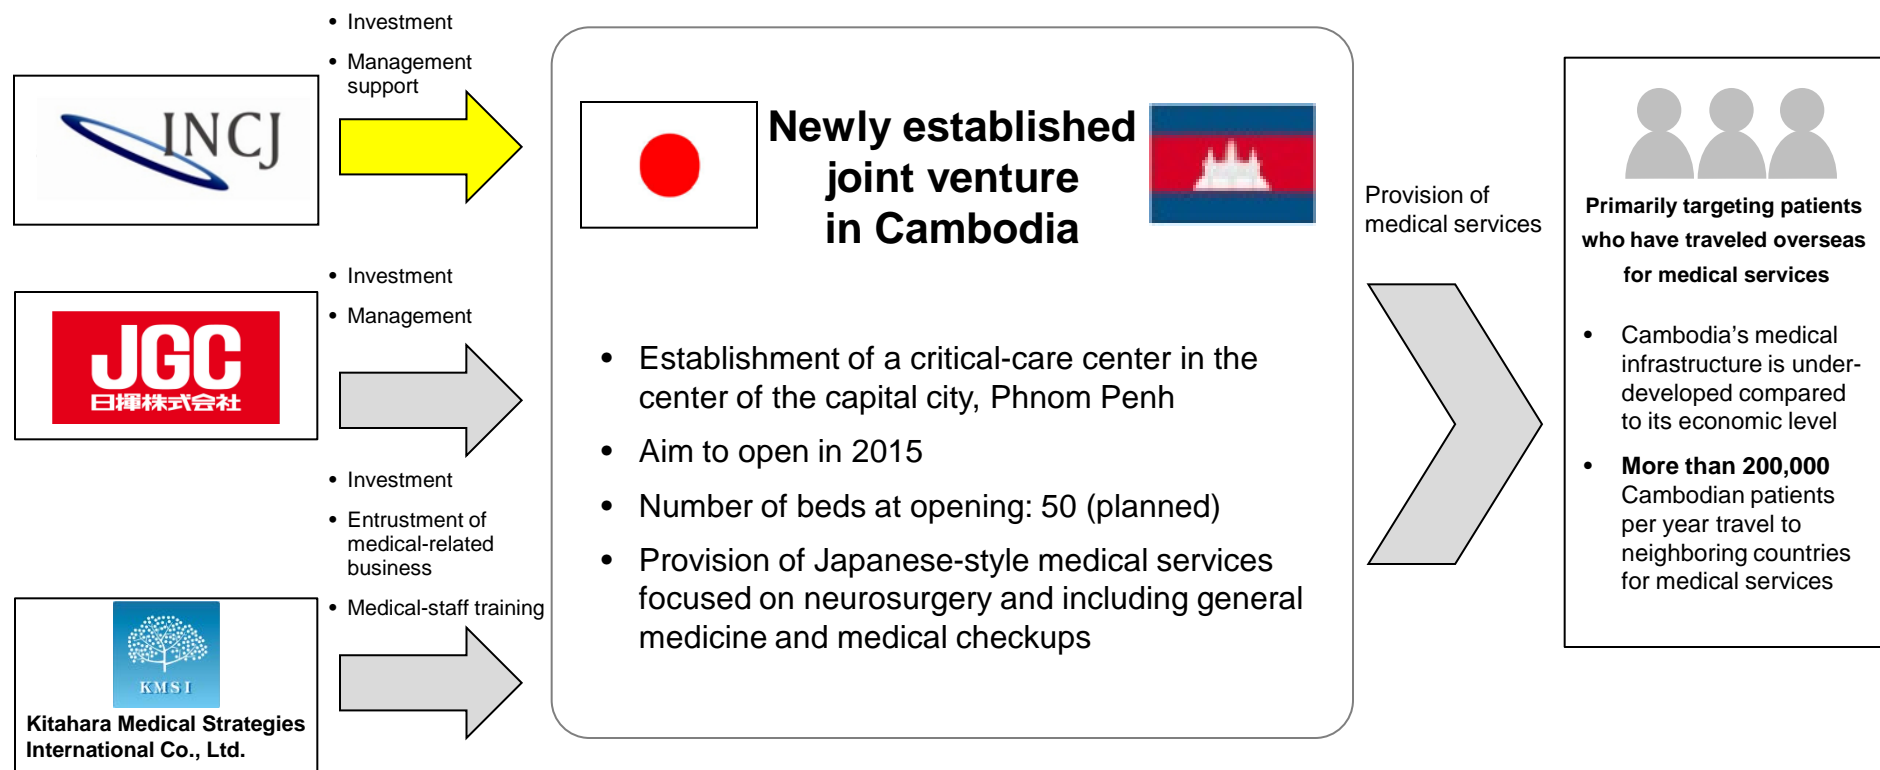 • Investment
• Management
support
INCJ
• Investment
• Management
JGC
日揮株式会社
• Investment
• Entrustment of
medical-related
business
• Medical-staff training
KMSI
Kitahara Medical Strategies
International Co., Ltd.
Newly established
joint venture
in Cambodia
• Establishment of a critical-care center in the
center of the capital city, Phnom Penh
• Aim to open in 2015
• Number of beds at opening: 50 (planned)
• Provision of Japanese-style medical services
focused on neurosurgery and including general
medicine and medical checkups
Provision of
medical services
Primarily targeting patients
who have traveled overseas
for medical services
• Cambodia’s medical
infrastructure is under-
developed compared
to its economic level
• More than 200,000
Cambodian patients
per year travel to
neighboring countries
for medical services